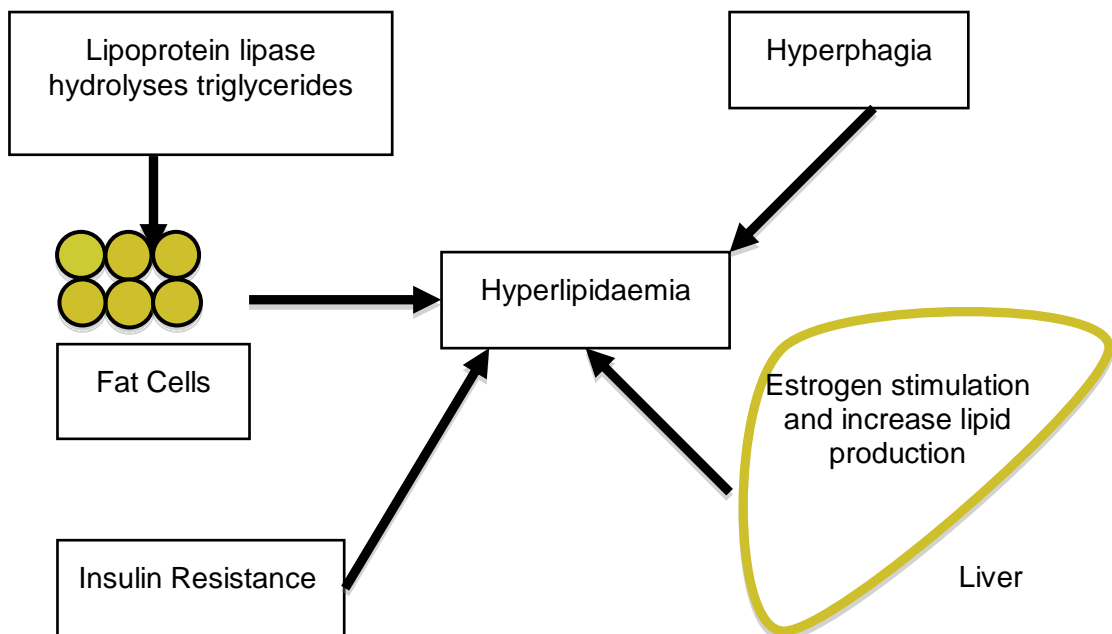 Lipoprotein lipase
hydrolyses triglycerides
Hyperphagia
Hyperlipidaemia
Fat Cells
Estrogen stimulation
and increase lipid
production
Insulin Resistance
Liver